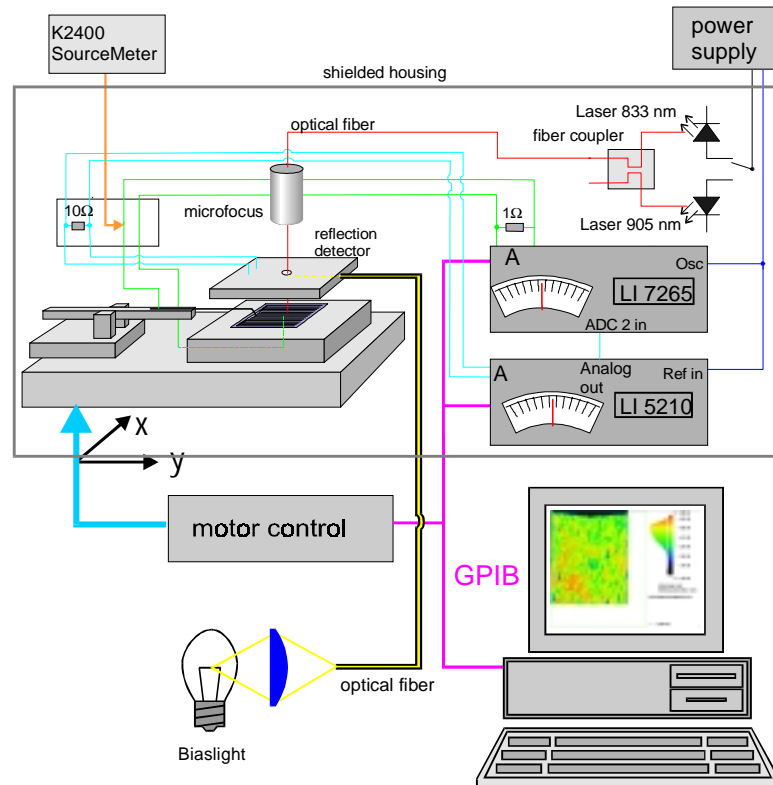 K2400
SourceMeter
power
supply
shielded housing
Laser 833 nm
optical fiber
fiber coupler
10Ω
microfocus
1Ω
Laser 905 nm
reflection
detector
A
Osc
LI 7265
ADC 2 in
A
Analog
out
Ref in
LI 5210
x
y
motor control
GPIB
optical fiber
Biaslight